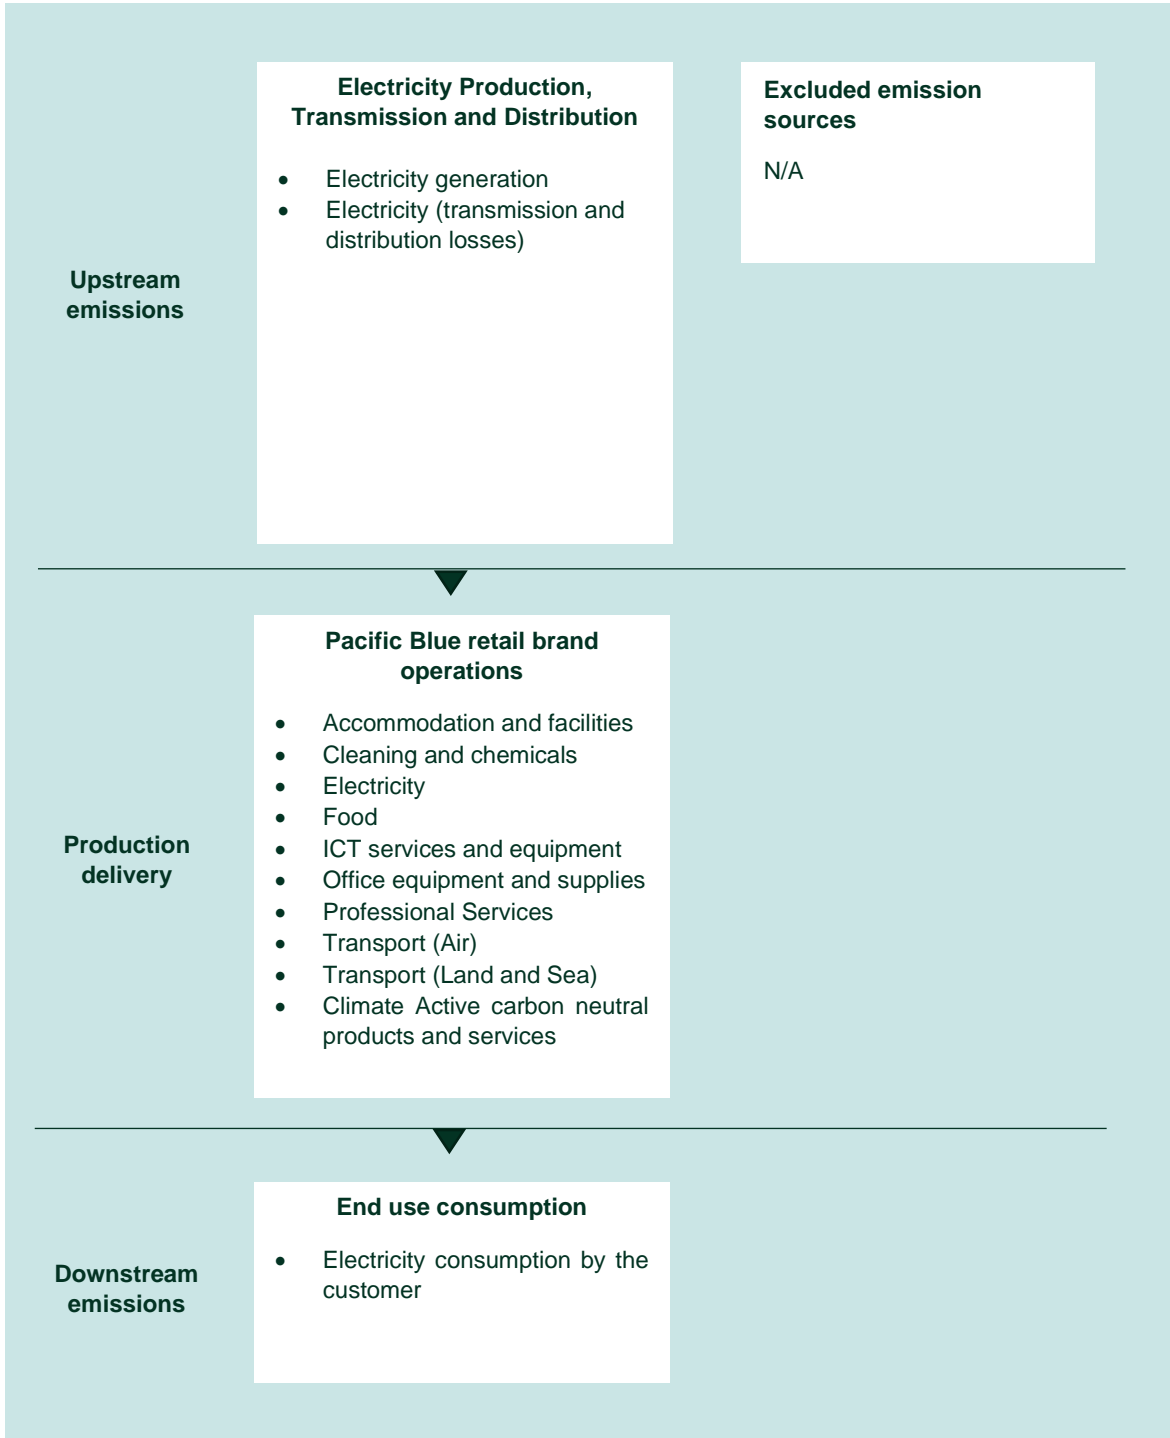 Upstream
emissions
Electricity Production,
Transmission and Distribution
• Electricity generation
• Electricity (transmission and
distribution losses)
Excluded emission
sources
N/A
Production
delivery
Pacific Blue retail brand
operations
• Accommodation and facilities
• Cleaning and chemicals
• Electricity
• Food
• ICT services and equipment
• Office equipment and supplies
• Professional Services
• Transport (Air)
• Transport (Land and Sea)
• Climate Active carbon neutral
products and services
Downstream
emissions
End use consumption
• Electricity consumption by the
customer